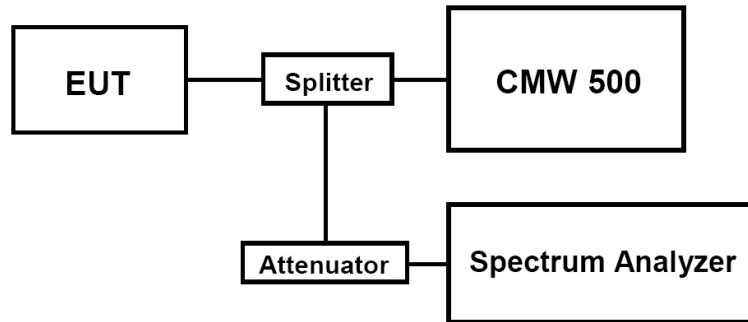 EUT
Splitter
CMW 500
Attenuator
Spectrum Analyzer